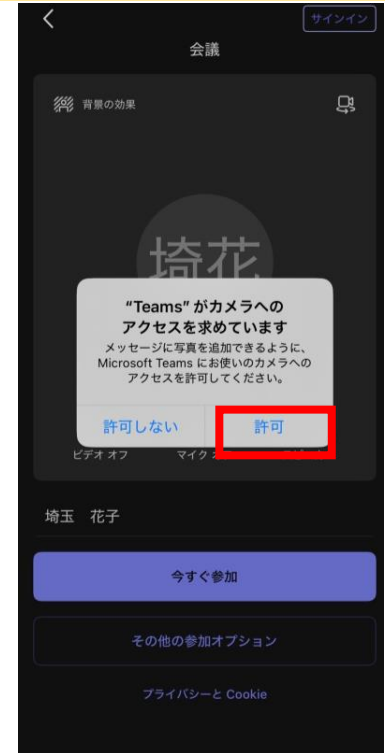 サインイン
会議
背景の効果
埼花
“Teams” がカメラへの
アクセスを求めています
メッセージに写真を追加できるように、
Microsoft Teams にお使いのカメラへの
アクセスを許可してください。
許可しない 許可
ビデオ オフ マイク
埼玉 花子
今すぐ参加
その他の参加オプション
プライバシーと Cookie